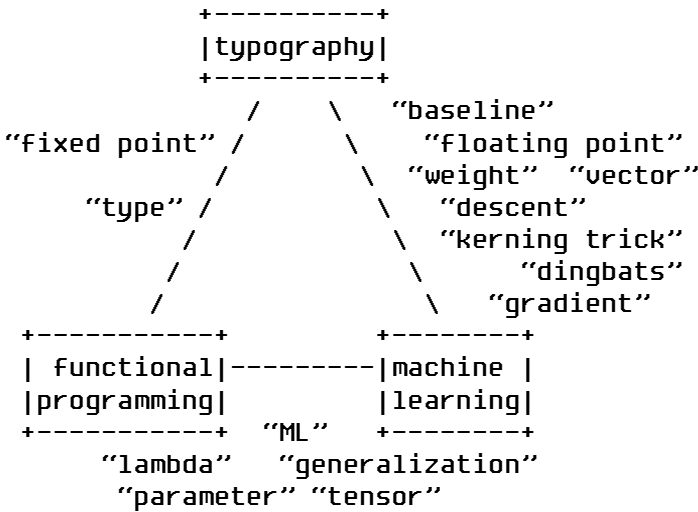 +----------+
|typography|
+----------+
/ \ “baseline”
“fixed point” / \ “floating point”
/ \ “weight” “vector”
“type” / \ “descent”
/ \ “kerning trick”
/ \ “dingbats”
/ \ “gradient”
+-----------+ +--------+
| functional|---------|machine |
|programming| |learning|
+-----------+ “ML” +--------+
“lambda” “generalization”
“parameter” “tensor”